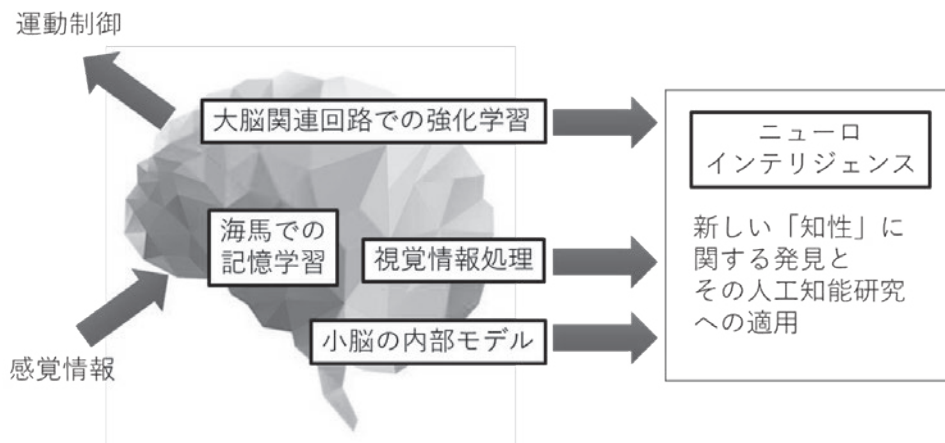 運動制御
大脳関連回路での強化学習
海馬での
記憶学習
視覚情報処理
小脳の内部モデル
感覚情報
ニューロ
インテリジェンス
新しい「知性」に
関する発見と
その人工知能研究
への適用